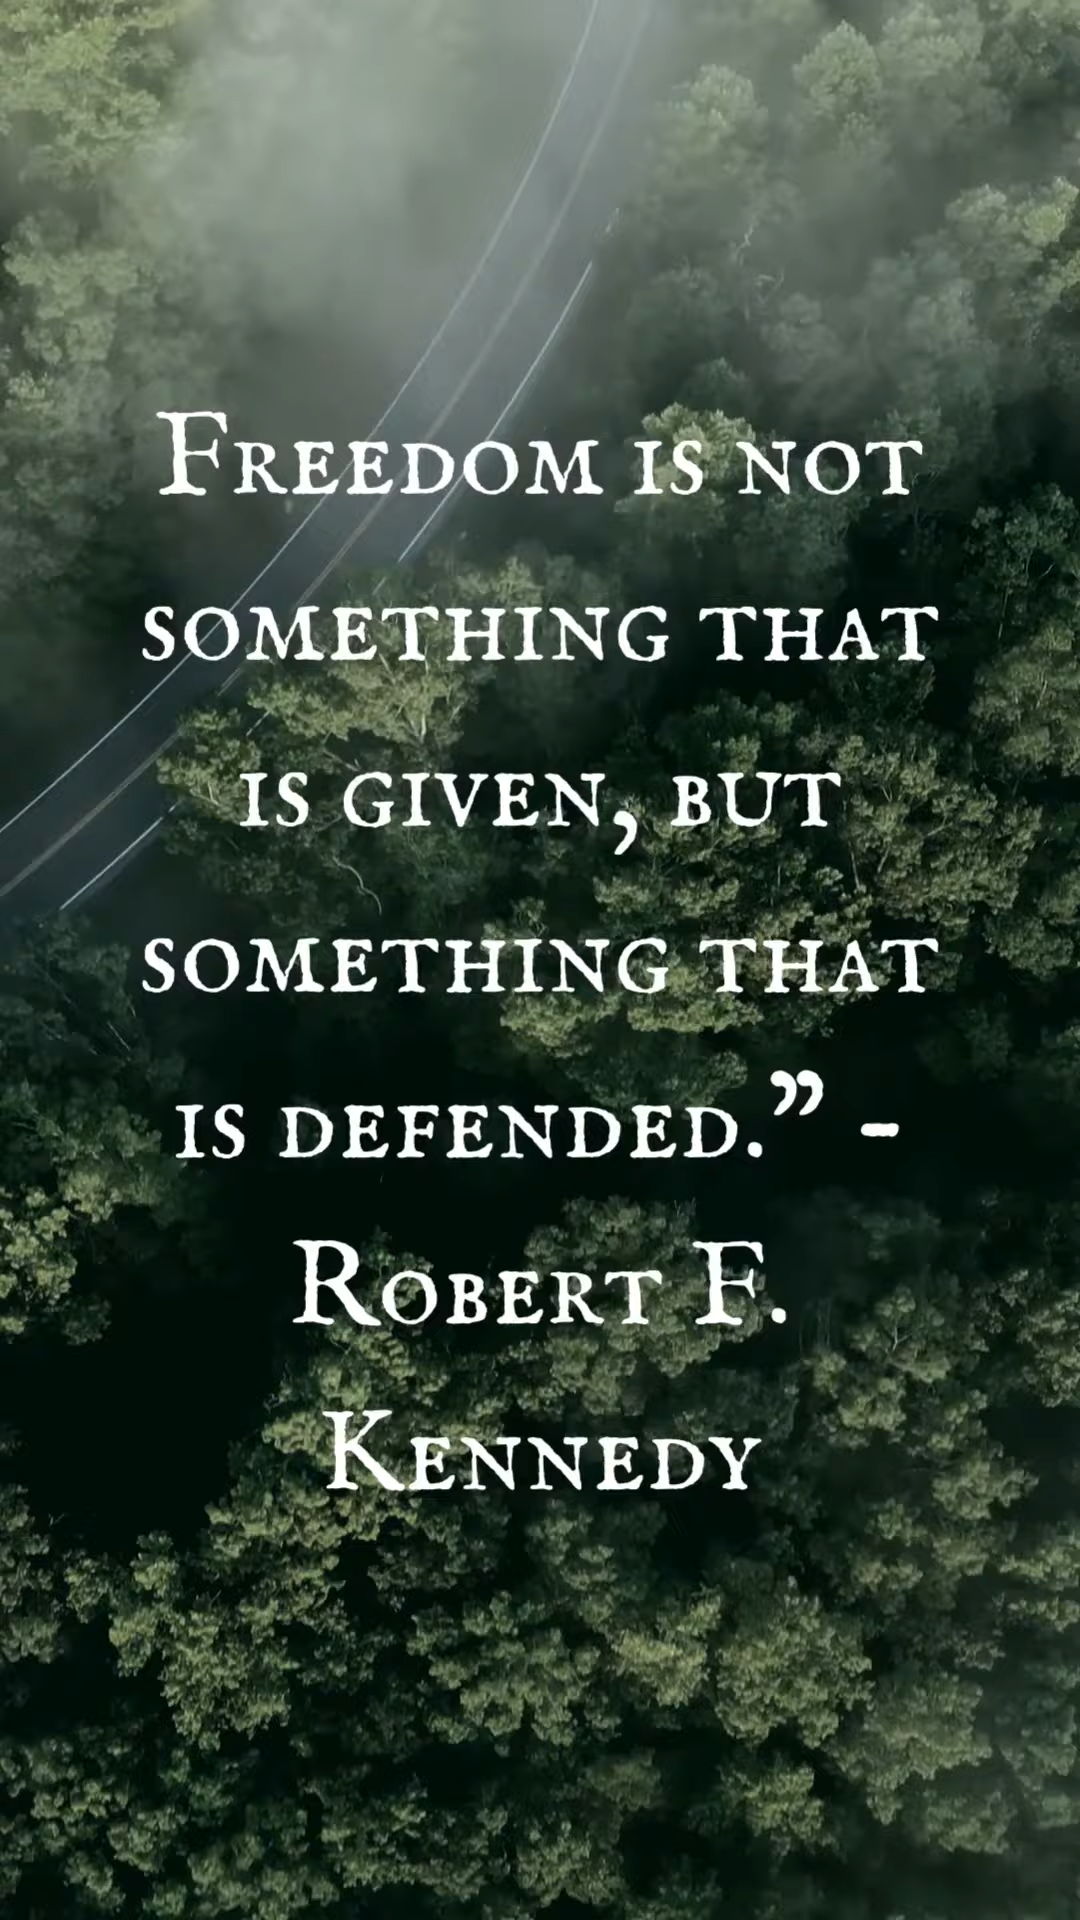 Freedom is not
something that
is given, but
something that
is defended.” -
Robert F.
Kennedy